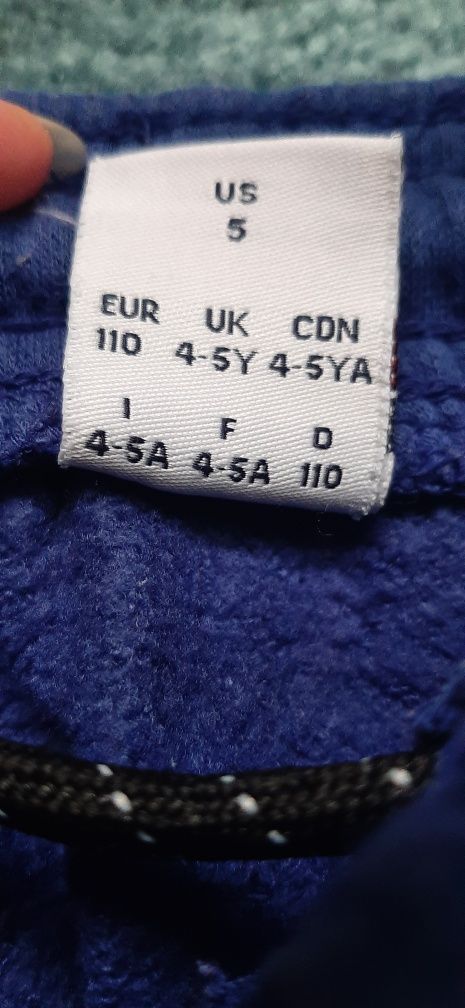 US
5
EUR UK CDN
110 4-5Y 4-5YA
I F D
4-5A 4-5A 110